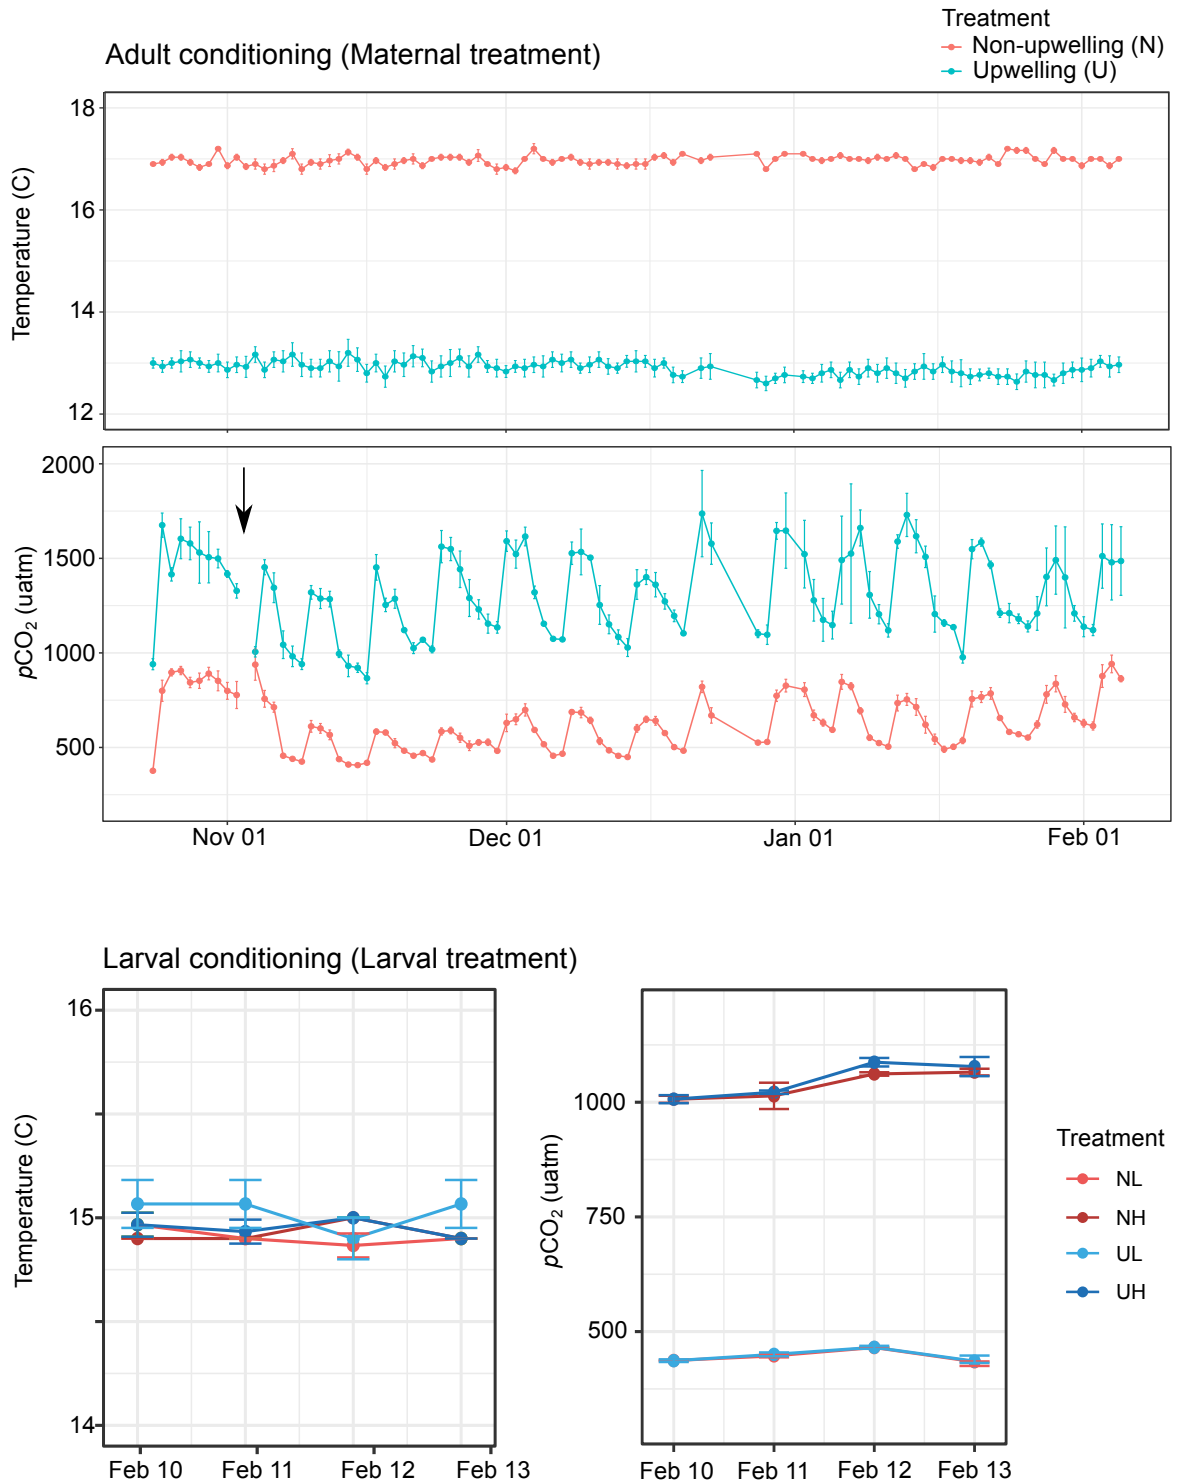 Treatment
Adult conditioning (Maternal treatment)
Non-upwelling (N)
Upwelling (U)
Temperature (C)
18
16
14
12
pCO₂ (uatm)
2000
1500
1000
500
Nov 01 Dec 01 Jan 01 Feb 01
Larval conditioning (Larval treatment)
Temperature (C)
16
15
14
Feb 10 Feb 11 Feb 12 Feb 13
pCO₂ (uatm)
1000
750
500
Feb 10 Feb 11 Feb 12 Feb 13
Treatment
NL
NH
UL
UH